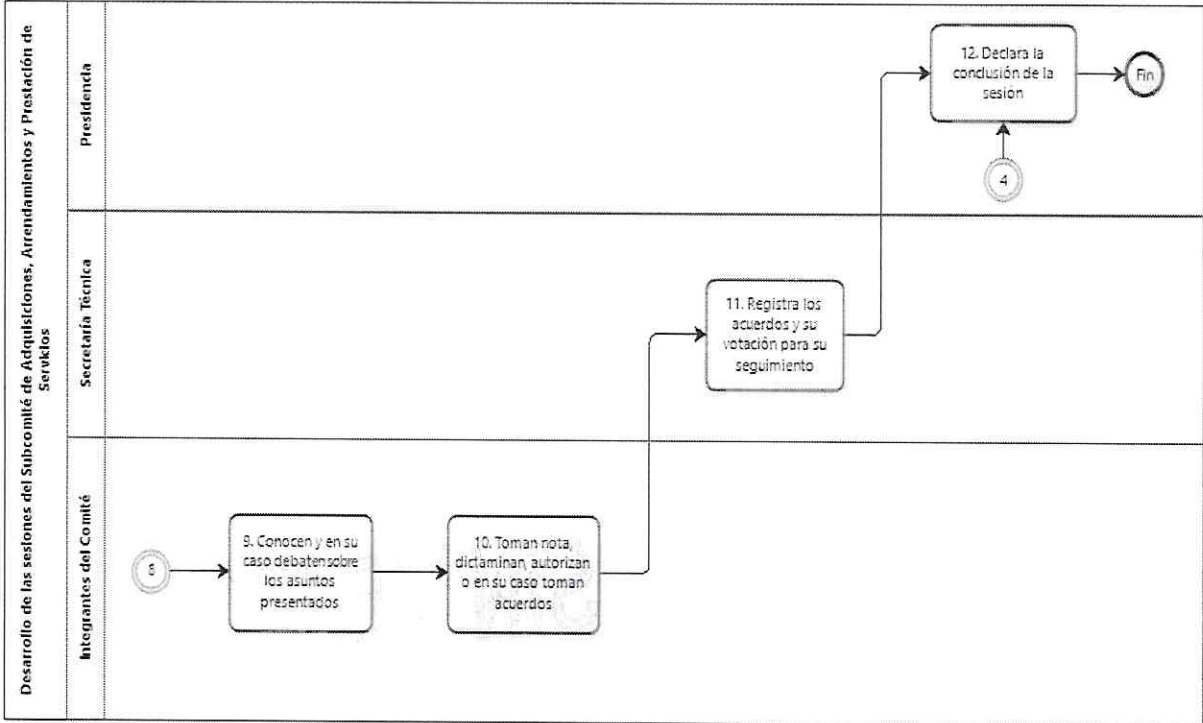 Desarrollo de las sesiones del Subcomité de Adquisiciones, Arrendamientos y Prestación de
Servicios
Presidencia
12. Declara la
conclusión de la
sesión
Fin
4
Secretaría Técnica
11. Registra los
acuerdos y su
votación para su
seguimiento
Integrantes del Comité
9. Conocen y en su
caso debaten sobre
los asuntos
presentados
10. Toman nota,
dictaminan, autorizan
o en su caso toman
acuerdos